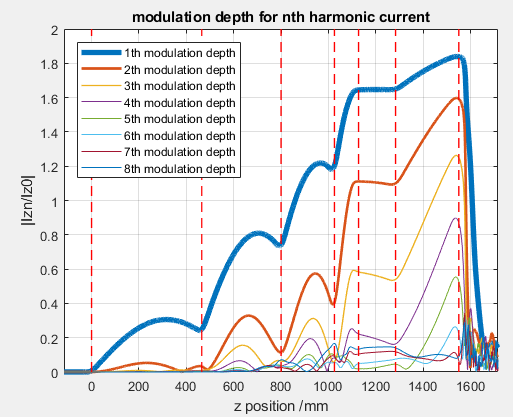 modulation depth for nth harmonic current
2
1.8
1.6
1.4
1.2
1
0.8
0.6
0.4
0.2
0
|Izn/Iz0|
1th modulation depth
2th modulation depth
3th modulation depth
4th modulation depth
5th modulation depth
6th modulation depth
7th modulation depth
8th modulation depth
0 200 400 600 800 1000 1200 1400 1600
z position /mm